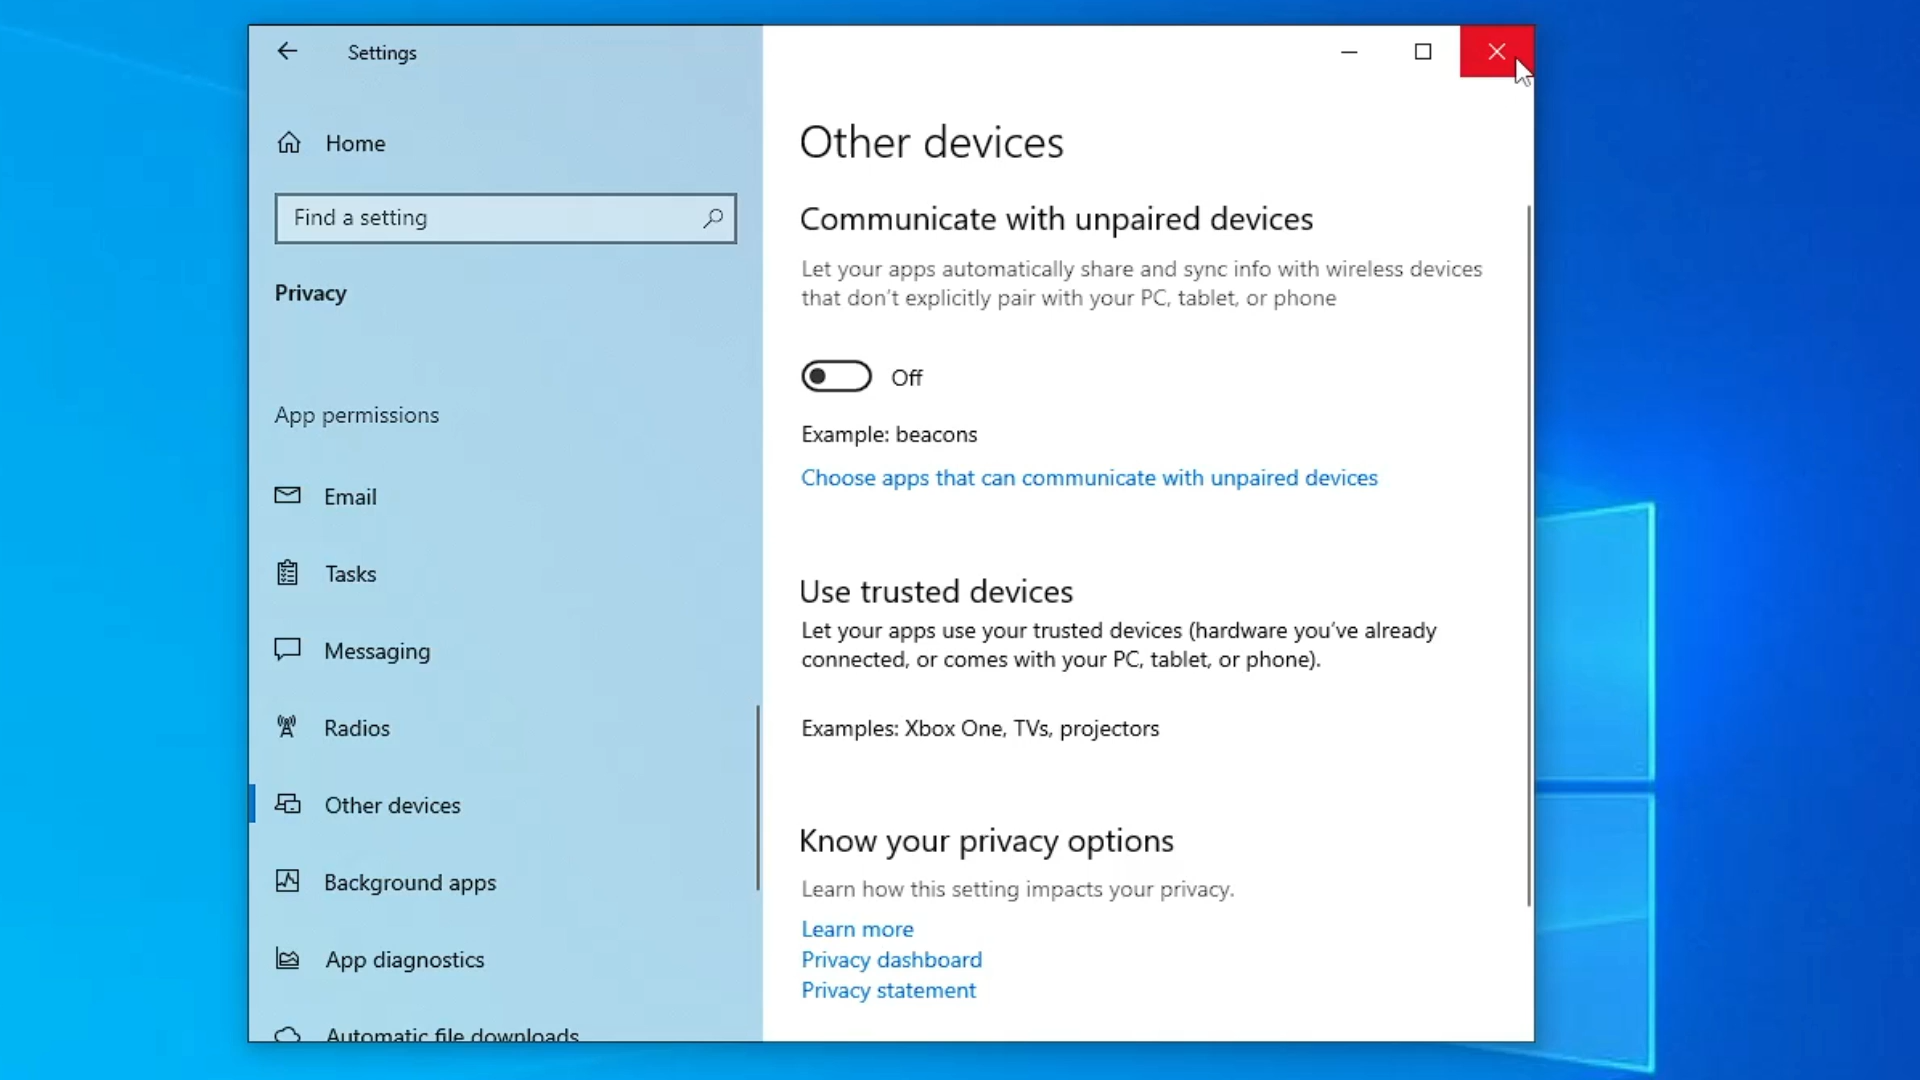 Settings
Home
Find a setting
Privacy
App permissions
Email
Tasks
Messaging
Radios
Other devices
Background apps
App diagnostics
Automatic file downloads
Other devices
Communicate with unpaired devices
Let your apps automatically share and sync info with wireless devices
that don't explicitly pair with your PC, tablet, or phone
Off
Example: beacons
Choose apps that can communicate with unpaired devices
Use trusted devices
Let your apps use your trusted devices (hardware you've already
connected, or comes with your PC, tablet, or phone).
Examples: Xbox One, TVs, projectors
Know your privacy options
Learn how this setting impacts your privacy.
Learn more
Privacy dashboard
Privacy statement